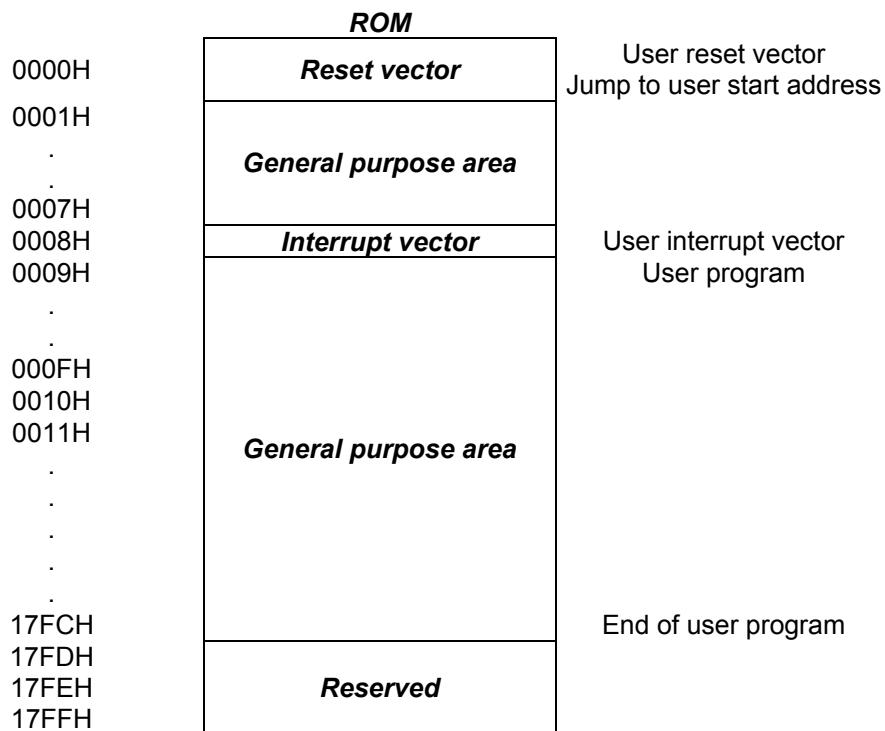 ROM
0000H Reset vector User reset vector
Jump to user start address
0001H
.
. General purpose area
0007H
0008H Interrupt vector User interrupt vector
0009H User program
.
.
000FH
0010H
0011H General purpose area
.
.
.
.
.
17FCH End of user program
17FDH
17FEH Reserved
17FFH